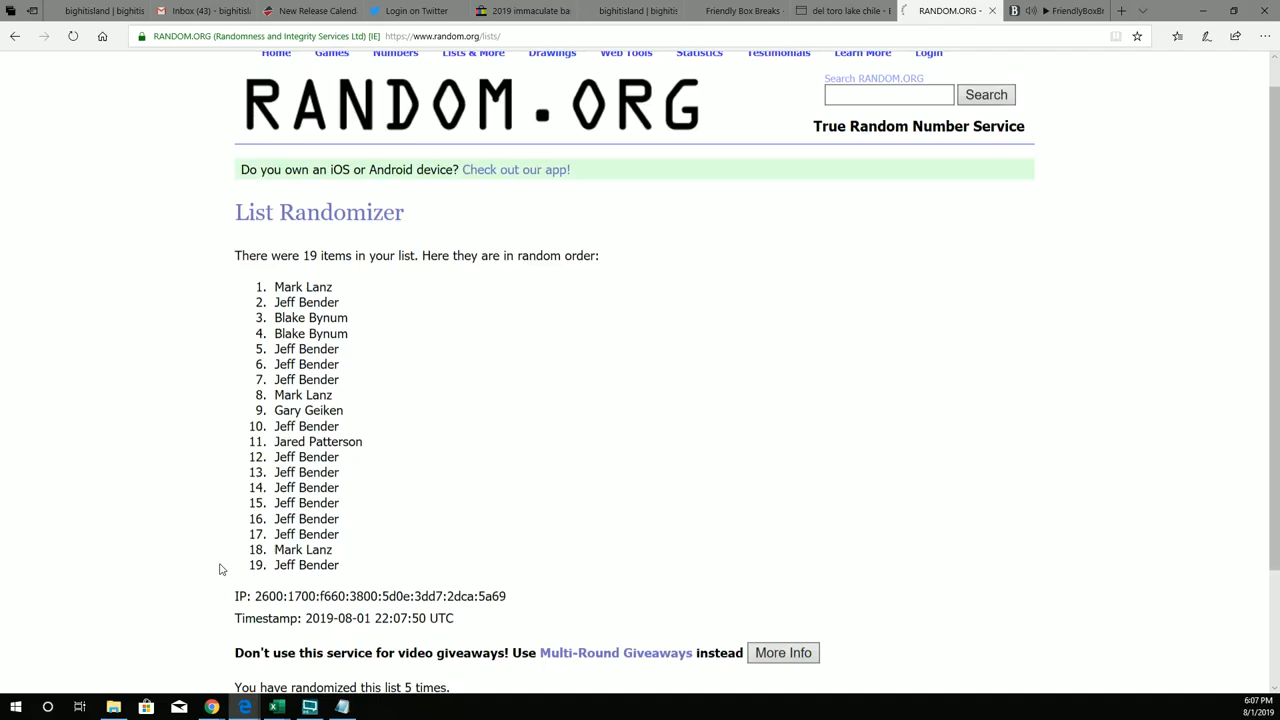 bighitisland | bighitis
Inbox (43) - bighitisla
New Release Calend
Login on Twitter
2019 immaculate ba
bighitisland | bighitis
Friendly Box Breaks
del toro lake chile - E
RANDOM.ORG -
FriendlyBoxBr
RANDOM.ORG (Randomness and Integrity Services Ltd) [IE] https://www.random.org/lists/
Home Games Numbers Lists & More Drawings Web Tools Statistics Testimonials Learn More Login
RANDOM.ORG
Search RANDOM.ORG
Search
True Random Number Service
Do you own an iOS or Android device? Check out our app!
List Randomizer
There were 19 items in your list. Here they are in random order:
1. Mark Lanz
2. Jeff Bender
3. Blake Bynum
4. Blake Bynum
5. Jeff Bender
6. Jeff Bender
7. Jeff Bender
8. Mark Lanz
9. Gary Geiken
10. Jeff Bender
11. Jared Patterson
12. Jeff Bender
13. Jeff Bender
14. Jeff Bender
15. Jeff Bender
16. Jeff Bender
17. Jeff Bender
18. Mark Lanz
19. Jeff Bender
IP: 2600:1700:f660:3800:5d0e:3dd7:2dca:5a69
Timestamp: 2019-08-01 22:07:50 UTC
Don't use this service for video giveaways! Use Multi-Round Giveaways instead More Info
You have randomized this list 5 times.
6:07 PM
8/1/2019